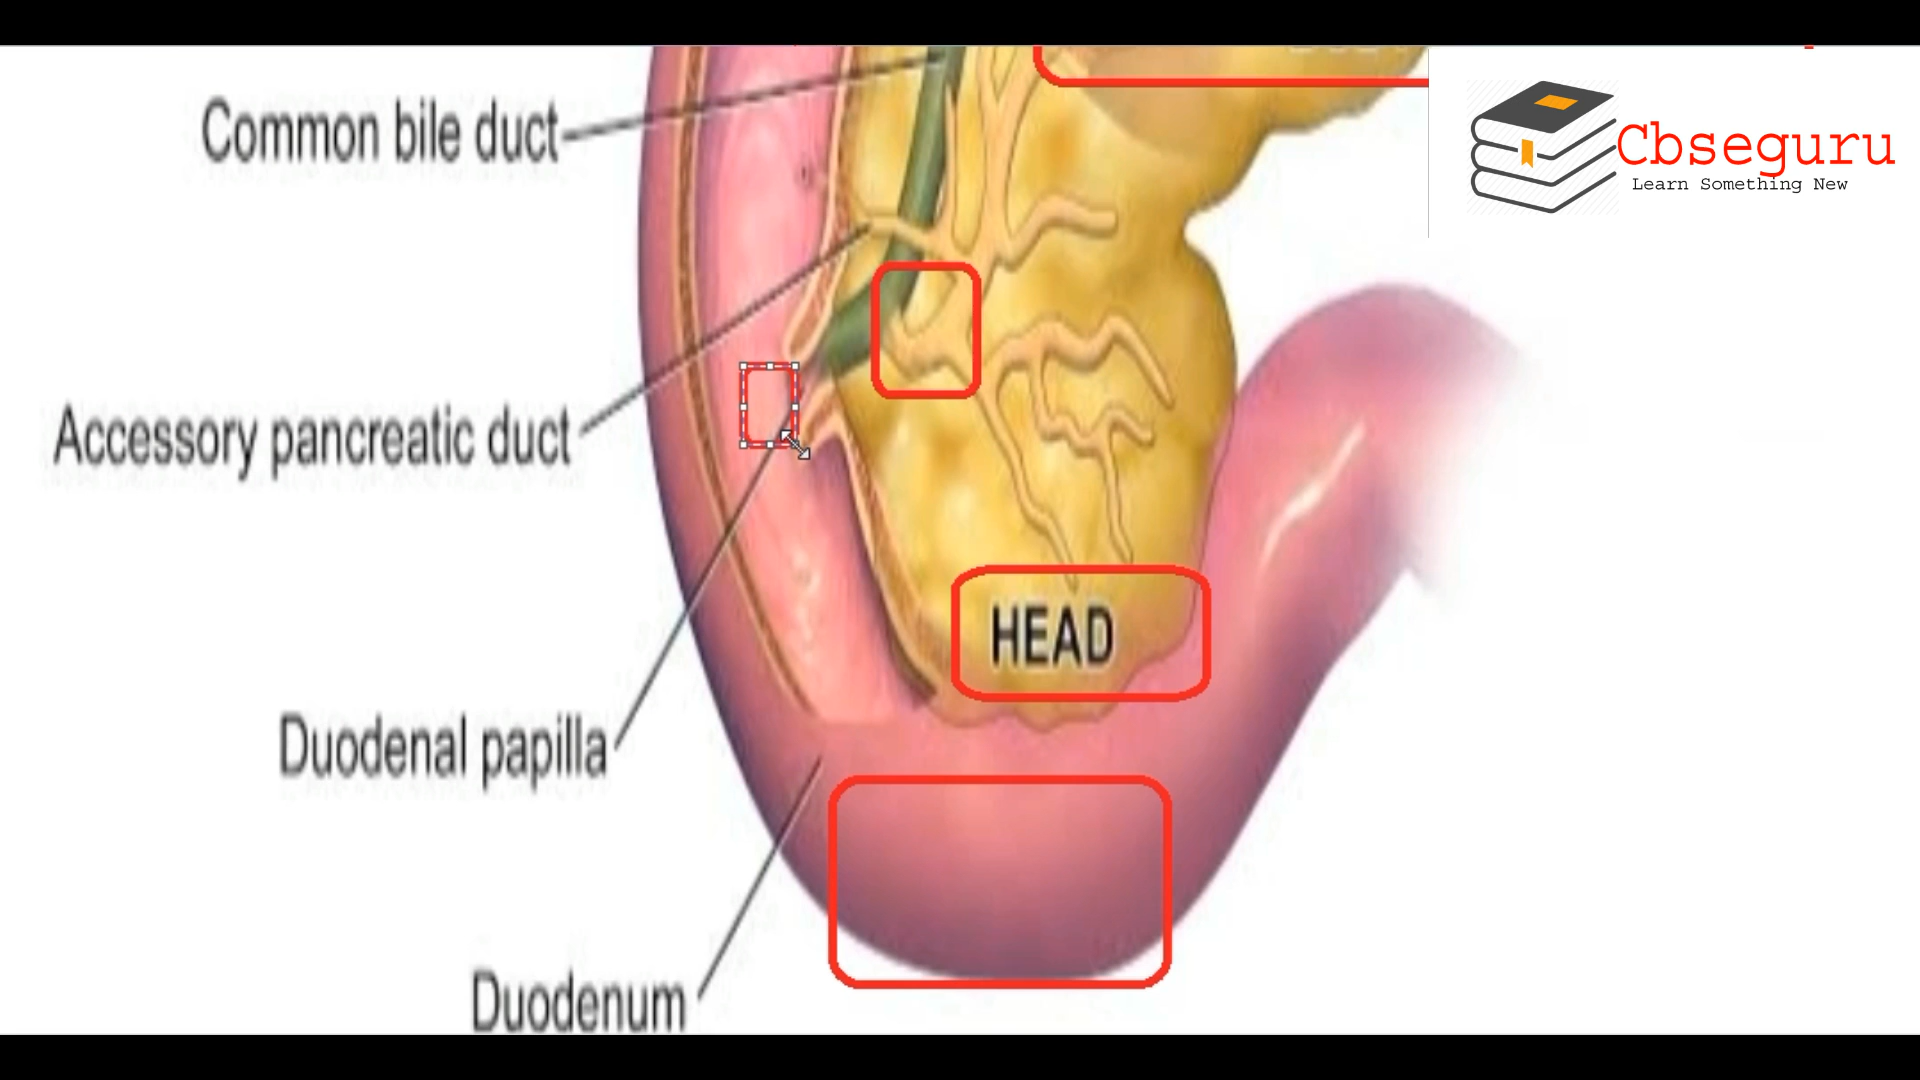 Common bile duct
Cbseguru
Learn Something New
Accessory pancreatic duct
HEAD
Duodenal papilla
Duodenum